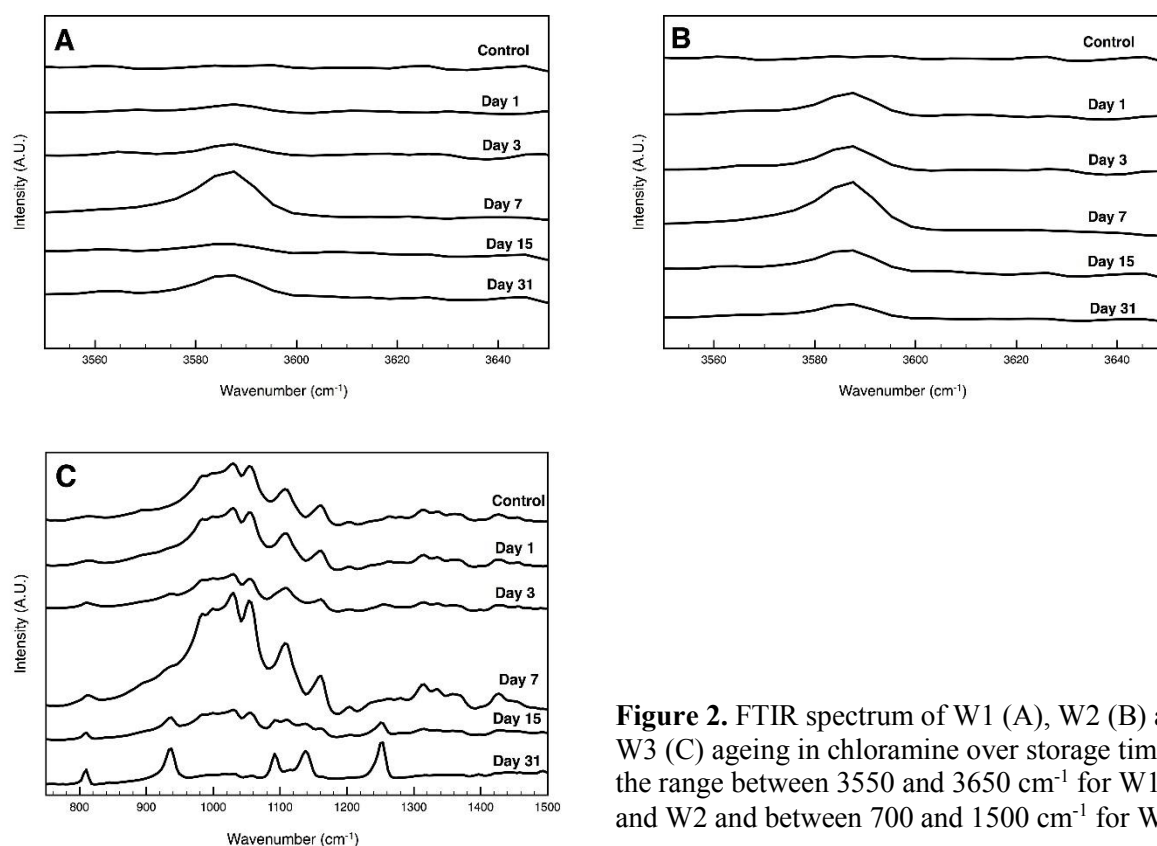 A
Control
Day 1
Day 3
Day 7
Day 15
Day 31
Intensity (A.U.)
3560 3580 3600 3620 3640
Wavenumber (cm-1)
B
Control
Day 1
Day 3
Day 7
Day 15
Day 31
Intensity (A.U.)
3560 3580 3600 3620 3640
Wavenumber (cm-1)
C
Control
Day 1
Day 3
Day 7
Day 15
Day 31
Intensity (A.U.)
800 900 1000 1100 1200 1300 1400 1500
Wavenumber (cm-1)
Figure 2. FTIR spectrum of W1 (A), W2 (B) a
W3 (C) ageing in chloramine over storage tim
the range between 3550 and 3650 cm-1 for W1
and W2 and between 700 and 1500 cm-1 for W